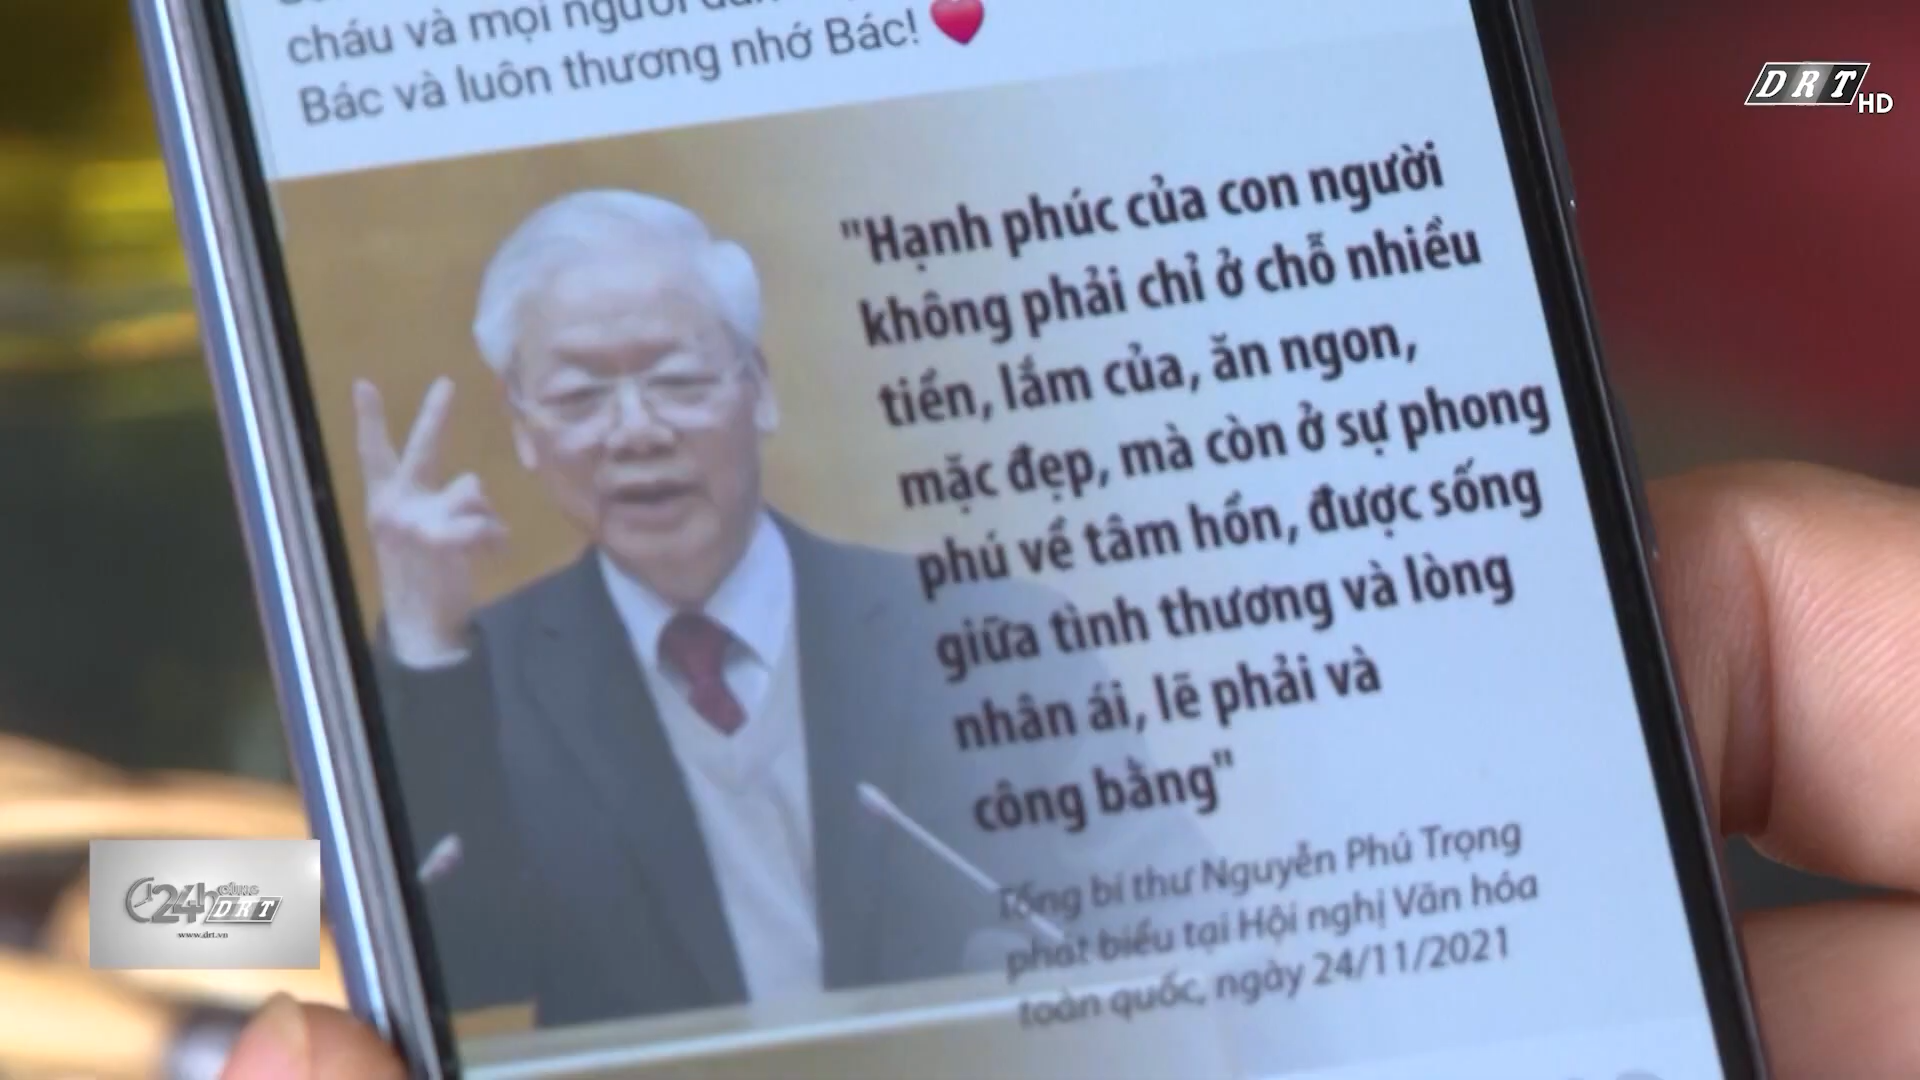 cháu và mọi người
Bác và luôn thương nhớ Bác!
"Hạnh phúc của con người
không phải chỉ ở chỗ nhiều
tiền, lắm của, ăn ngon,
mặc đẹp, mà còn ở sự phong
phú về tâm hồn, được sống
giữa tình thương và lòng
nhân ái, lẽ phải và
công bằng"
Tổng bí thư Nguyễn Phú Trọng
phát biểu tại Hội nghị Văn hóa
toàn quốc, ngày 24/11/2021
DRT HD
24h cùng
DRT
www.drt.vn